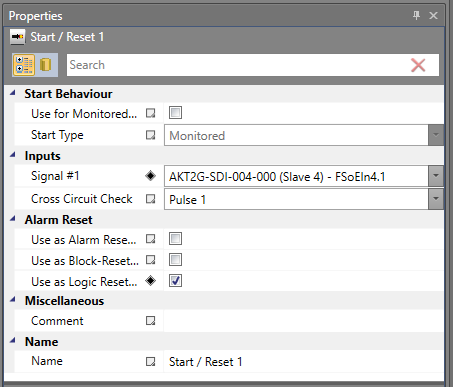 Properties
Start / Reset 1
Search
Start Behaviour
Use for Monitored...
Start Type Monitored
Inputs
Signal #1 AKT2G-SDI-004-000 (Slave 4) - FSoEIn4.1
Cross Circuit Check Pulse 1
Alarm Reset
Use as Alarm Rese...
Use as Block-Reset...
Use as Logic Reset...
Miscellaneous
Comment
Name
Name Start / Reset 1